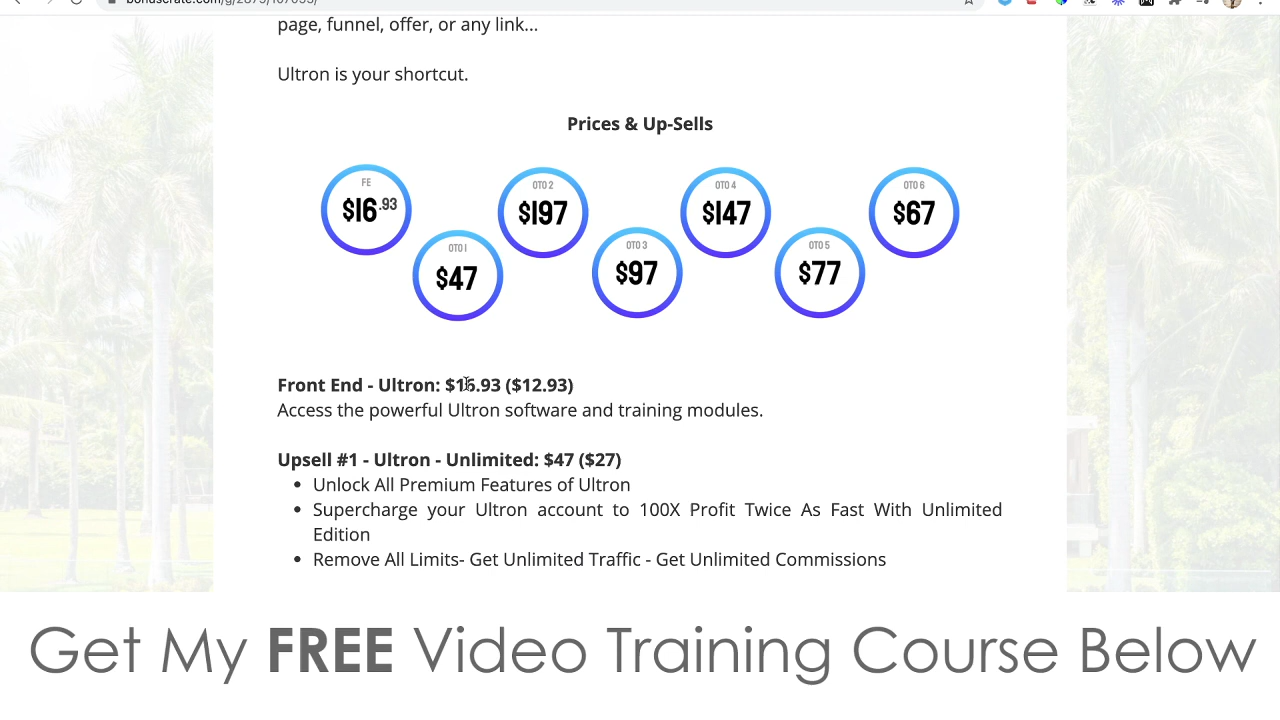 bonuserate.com/g/2879/167055/
page, funnel, offer, or any link...
Ultron is your shortcut.
Prices & Up-Sells
FE
$16.93
OTO 1
$47
OTO 2
$197
OTO 3
$97
OTO 4
$147
OTO 5
$77
OTO 6
$67
Front End - Ultron: $16.93 ($12.93)
Access the powerful Ultron software and training modules.
Upsell #1 - Ultron - Unlimited: $47 ($27)
• Unlock All Premium Features of Ultron
• Supercharge your Ultron account to 100X Profit Twice As Fast With Unlimited
Edition
• Remove All Limits- Get Unlimited Traffic - Get Unlimited Commissions
Get My FREE Video Training Course Below